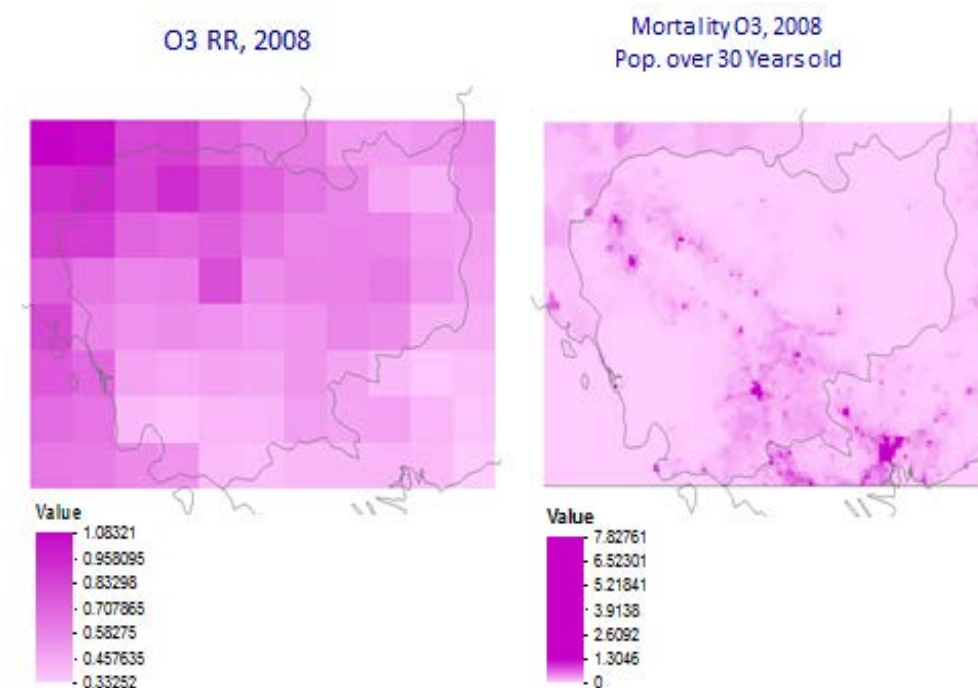 O3 RR, 2008
Mortality O3, 2008
Pop. over 30 Years old
Value
1.08321
0.958095
0.83298
0.707865
0.58275
0.457635
0.33252
Value
7.82761
6.52301
5.21841
3.9138
2.6092
1.3046
0